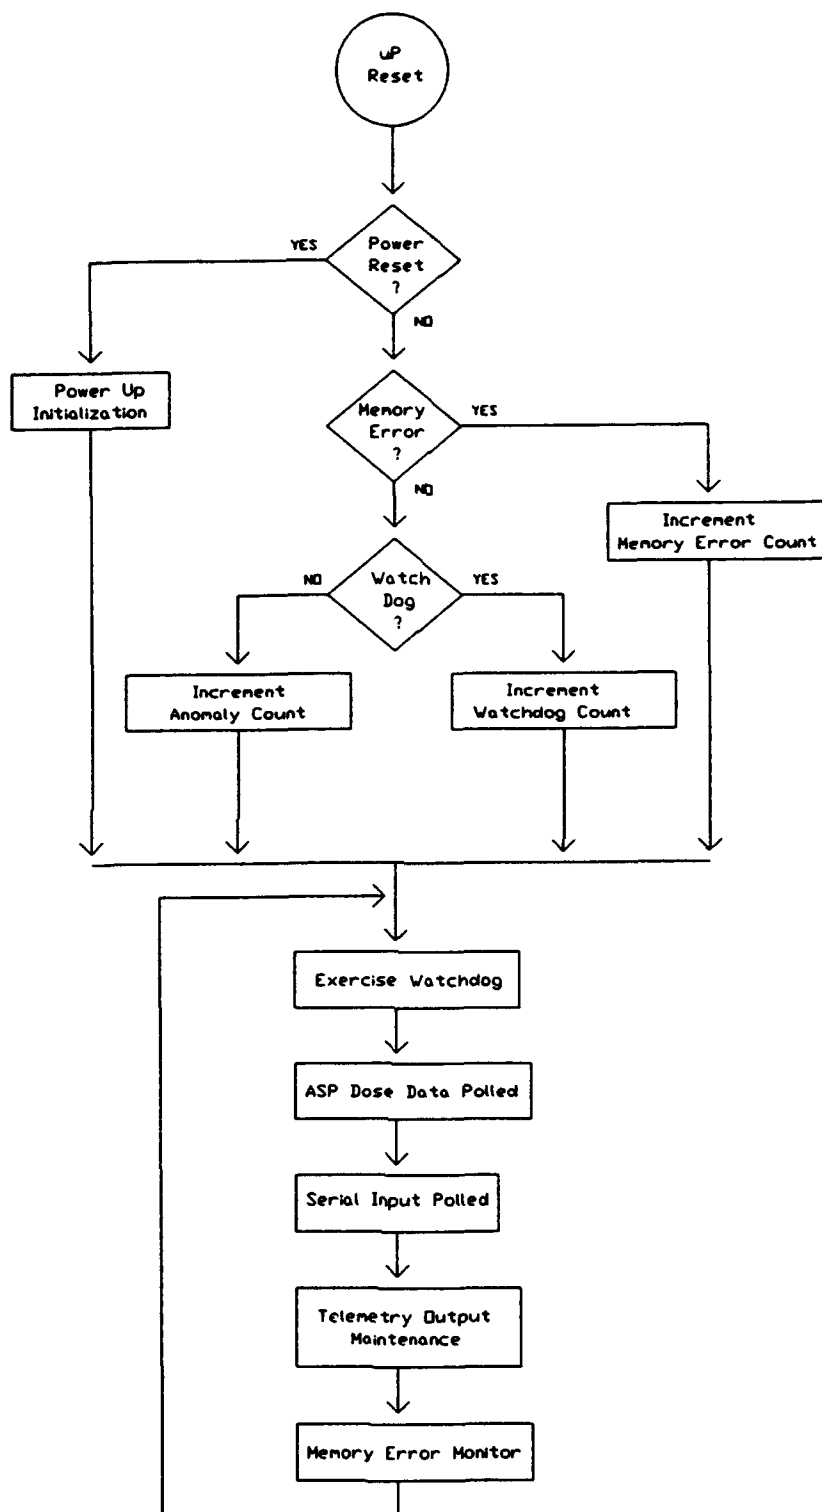 uP
Reset
Power
Reset
?
YES
NO
Power Up
Initialization
Memory
Error
?
YES
NO
Increment
Memory Error Count
Watch
Dog
?
NO
YES
Increment
Anomaly Count
Increment
Watchdog Count
Exercise Watchdog
ASP Dose Data Polled
Serial Input Polled
Telemetry Output
Maintenance
Memory Error Monitor